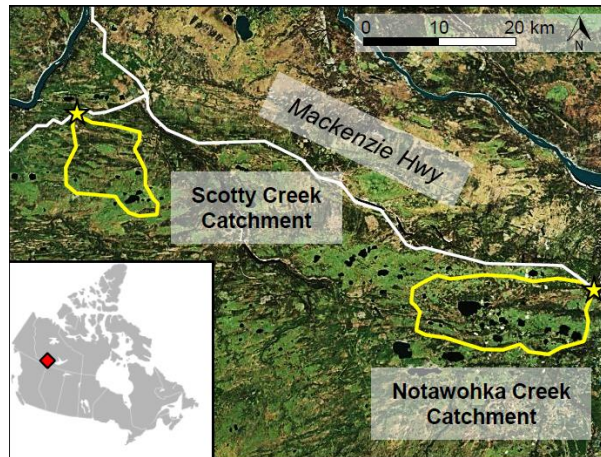 0 10 20 km
N
Mackenzie Hwy
Scotty Creek
Catchment
Notawohka Creek
Catchment